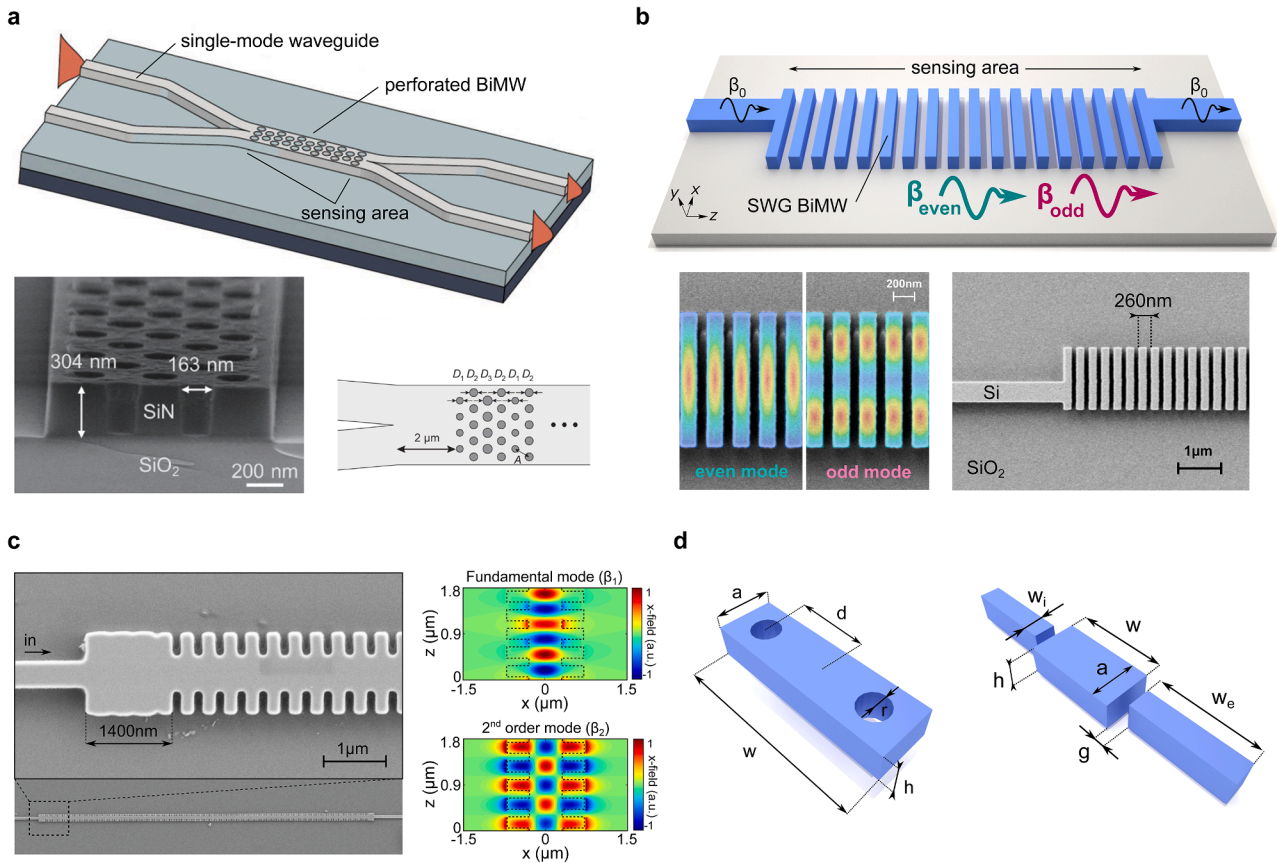 a
single-mode waveguide
perforated BiMW
sensing area
304 nm
163 nm
SiN
SiO2
200 nm
D1 D2 D3 D2 D1 D2
2 μm
A
b
sensing area
β0
β0
SWG BiMW
βeven
βodd
y
x
z
200nm
even mode
odd mode
260nm
Si
1μm
SiO2
c
in
1400nm
1μm
Fundamental mode (β1)
1.8
0.9
0
z (μm)
-1.5
0
1.5
x (μm)
1
-1
x-field (a.u.)
2nd order mode (β2)
1.8
0.9
0
z (μm)
-1.5
0
1.5
x (μm)
1
-1
x-field (a.u.)
d
a
d
r
w
h
wi
w
a
h
we
g